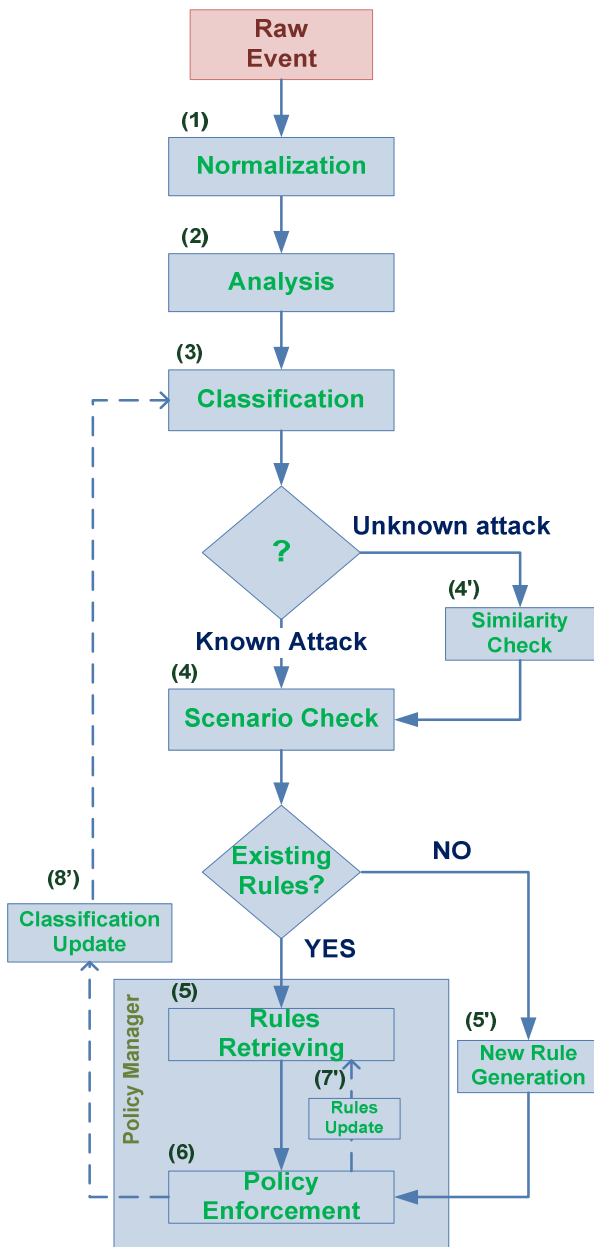 Raw
Event
(1)
Normalization
(2)
Analysis
(3)
Classification
?
Unknown attack
(4')
Similarity
Check
Known Attack
(4)
Scenario Check
Existing
Rules?
NO
YES
(8’)
Classification
Update
Policy Manager
(5)
Rules
Retrieving
(5')
New Rule
Generation
(7')
Rules
Update
(6)
Policy
Enforcement